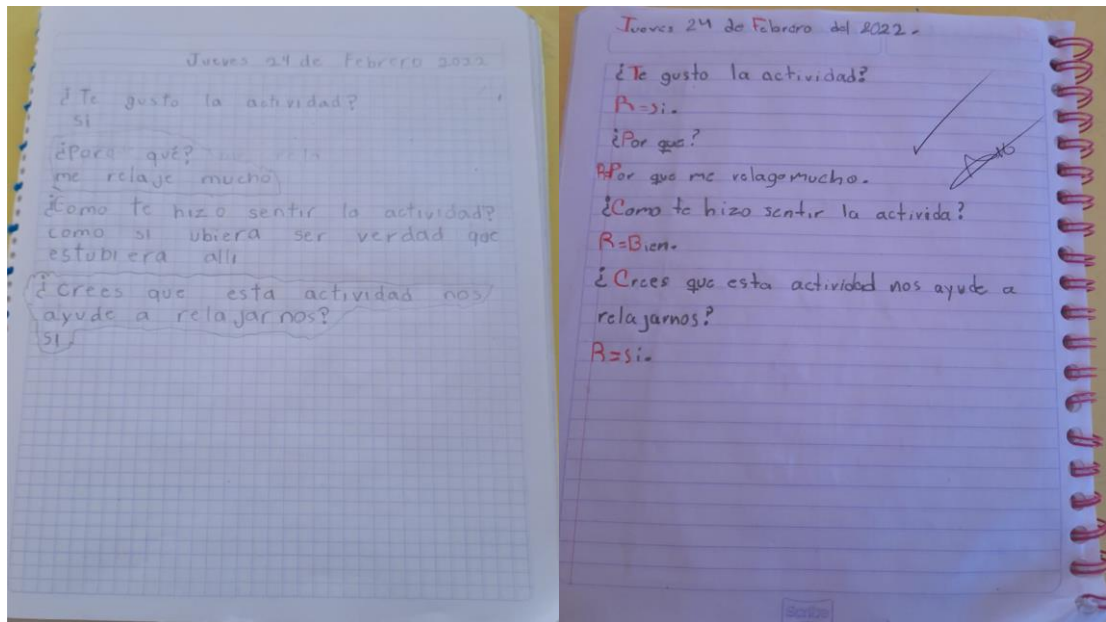 Jueves 24 de Febrero 2022
¿Te gusto la actividad?
si
¿Para qué?
me relaje mucho
¿Como te hizo sentir la actividad?
como si ubiera ser verdad que
estubiera alli
¿Crees que esta actividad nos
ayude a relajarnos?
si
Jueves 24 de Febrero del 2022.
¿Te gusto la actividad?
R=si.
¿Por que?
R=Por que me relagomucho.
¿Como te hizo sentir la activida?
R=Bien.
¿Crees que esta actividad nos ayude a
relajarnos?
R=si.
Scribe